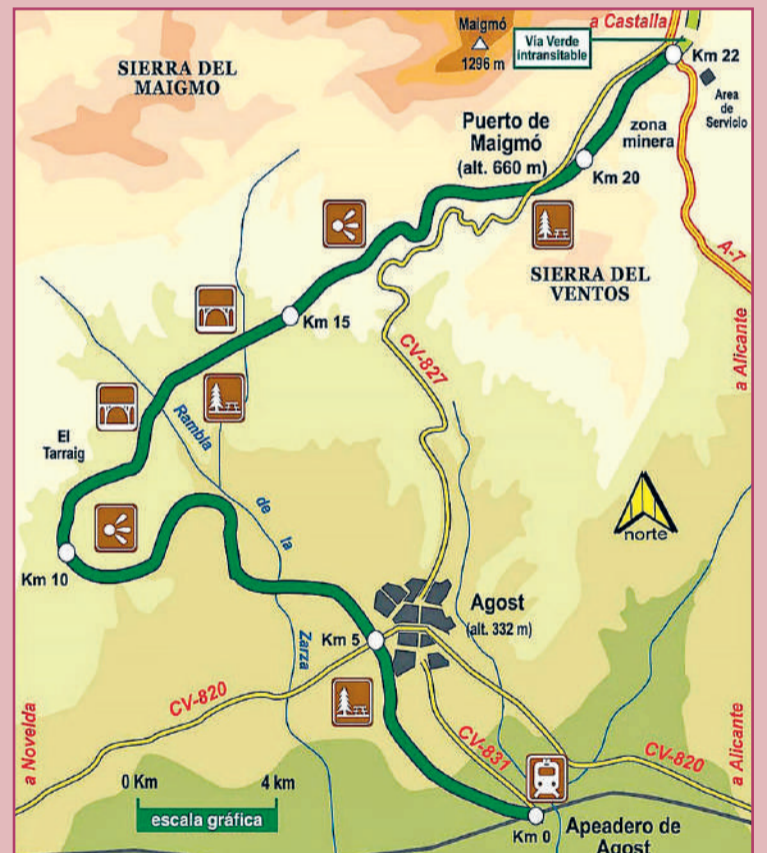 Maigmó
1296 m
a Castalla
Vía Verde
intransitable
Km 22
Area
de
Servicio
SIERRA DEL
MAIGMO
Puerto de
Maigmó
(alt. 660 m)
zona
minera
Km 20
A-7
SIERRA DEL
VENTOS
a Alicante
Km 15
CV-827
El
Tarraig
Rambla
de
la
Zarza
norte
Km 10
Agost
(alt. 332 m)
Km 5
CV-820
a Novelda
CV-831
CV-820
a Alicante
0 Km
4 km
escala gráfica
Km 0
Apeadero de
Agost